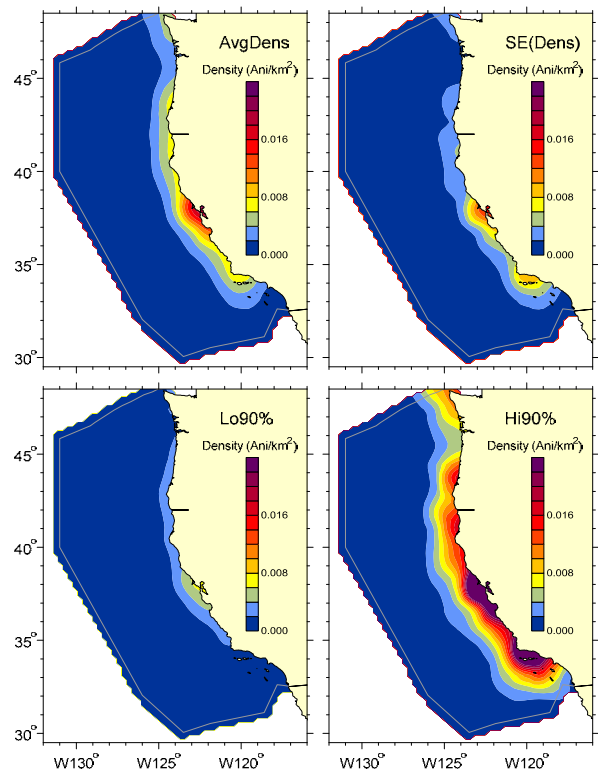 AvgDens
Density (Ani/km²)
0.016
0.008
0.000
45°
40°
35°
30°
SE(Dens)
Density (Ani/km²)
0.016
0.008
0.000
Lo90%
Density (Ani/km²)
0.016
0.008
0.000
45°
40°
35°
30°
W130° W125° W120°
Hi90%
Density (Ani/km²)
0.016
0.008
0.000
W130° W125° W120°